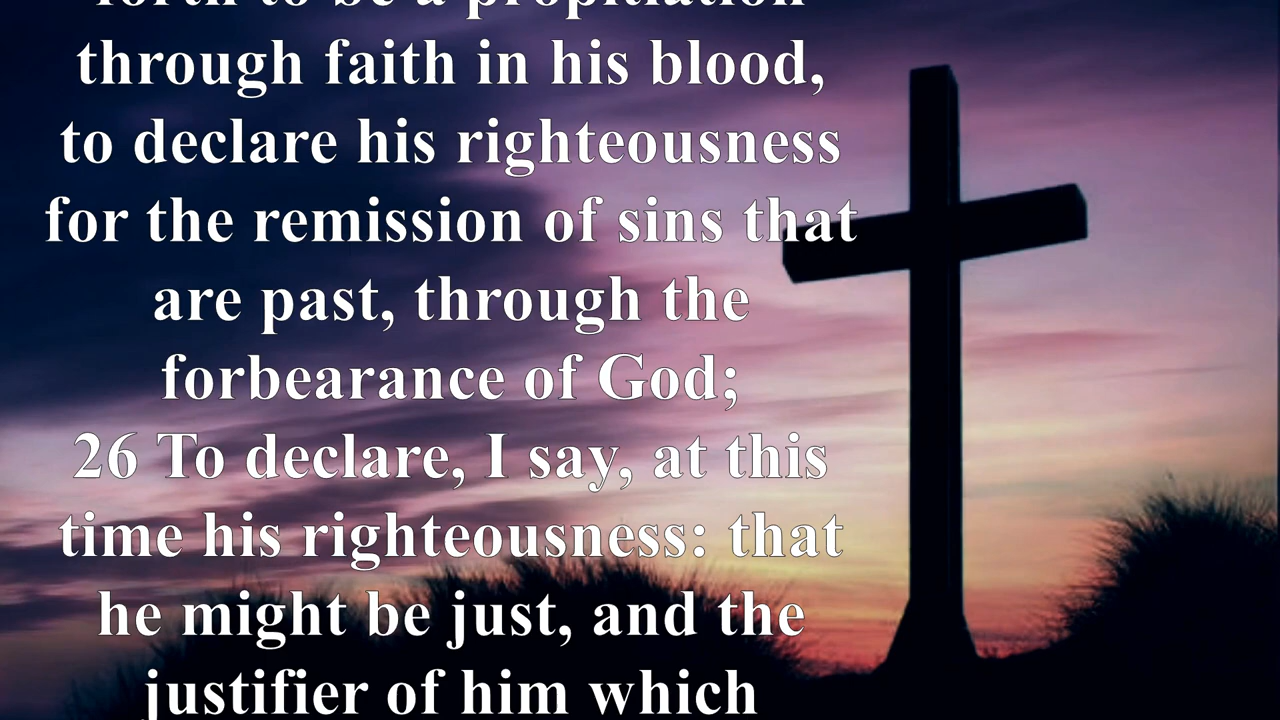 forth to be a propitiation
through faith in his blood,
to declare his righteousness
for the remission of sins that
are past, through the
forbearance of God;
26 To declare, I say, at this
time his righteousness: that
he might be just, and the
justifier of him which